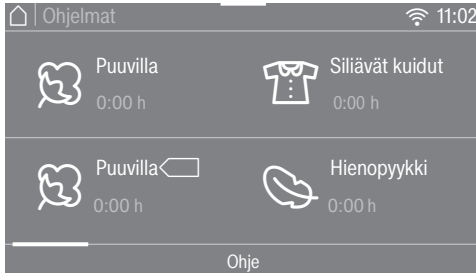 Ohjelmat 11:02
Puuvilla Siliävät kuidut
0:00 h 0:00 h
Puuvilla Hienopyykki
0:00 h 0:00 h
Ohje